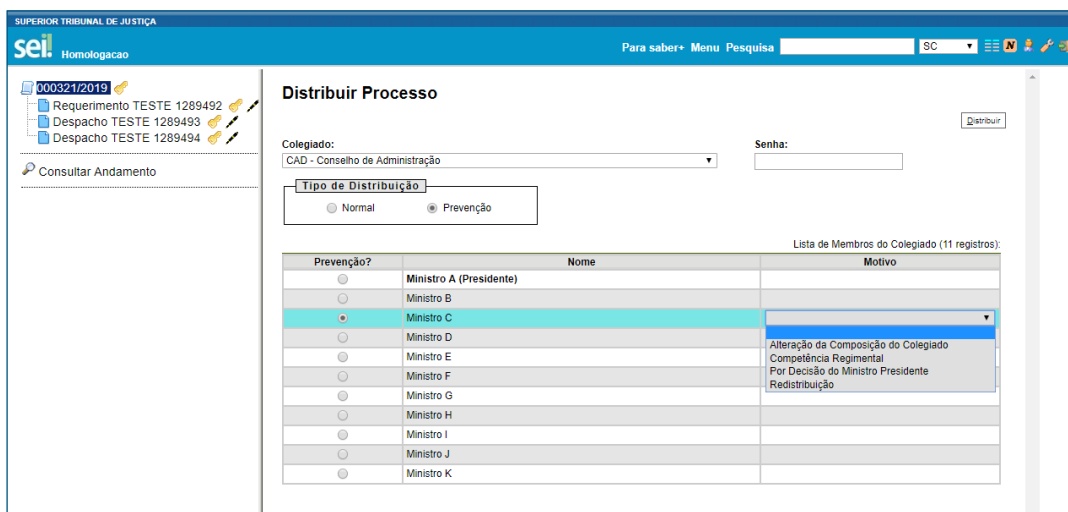 SUPERIOR TRIBUNAL DE JUSTIÇA
sei! Homologacao
Para saber+ Menu Pesquisa SC N
000321/2019
Requerimento TESTE 1289492
Despacho TESTE 1289493
Despacho TESTE 1289494
Consultar Andamento
Distribuir Processo
Distribuir
Colegiado: Senha:
CAD - Conselho de Administração
Tipo de Distribuição
Normal Prevenção
Lista de Membros do Colegiado (11 registros):
Prevenção? Nome Motivo
Ministro A (Presidente)
Ministro B
Ministro C
Ministro D
Alteração da Composição do Colegiado
Competência Regimental
Por Decisão do Ministro Presidente
Redistribuição
Ministro E
Ministro F
Ministro G
Ministro H
Ministro I
Ministro J
Ministro K